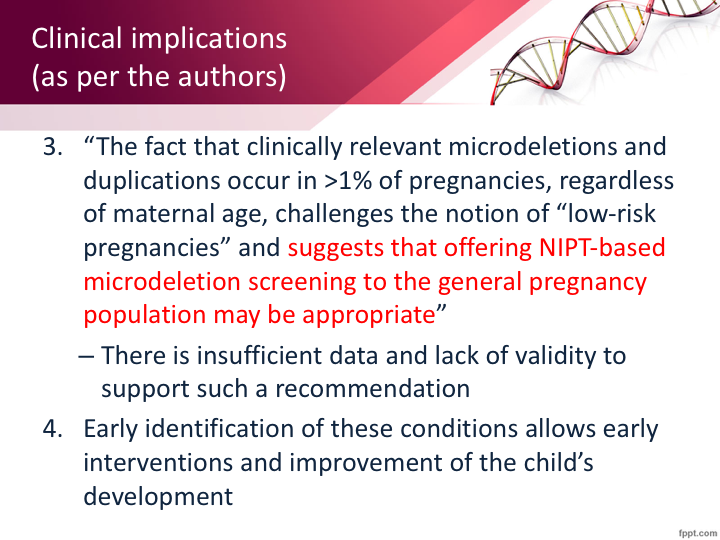 Clinical implications
(as per the authors)
3. “The fact that clinically relevant microdeletions and
duplications occur in >1% of pregnancies, regardless
of maternal age, challenges the notion of “low-risk
pregnancies” and suggests that offering NIPT-based
microdeletion screening to the general pregnancy
population may be appropriate”
– There is insufficient data and lack of validity to
support such a recommendation
4. Early identification of these conditions allows early
interventions and improvement of the child’s
development
fppt.com